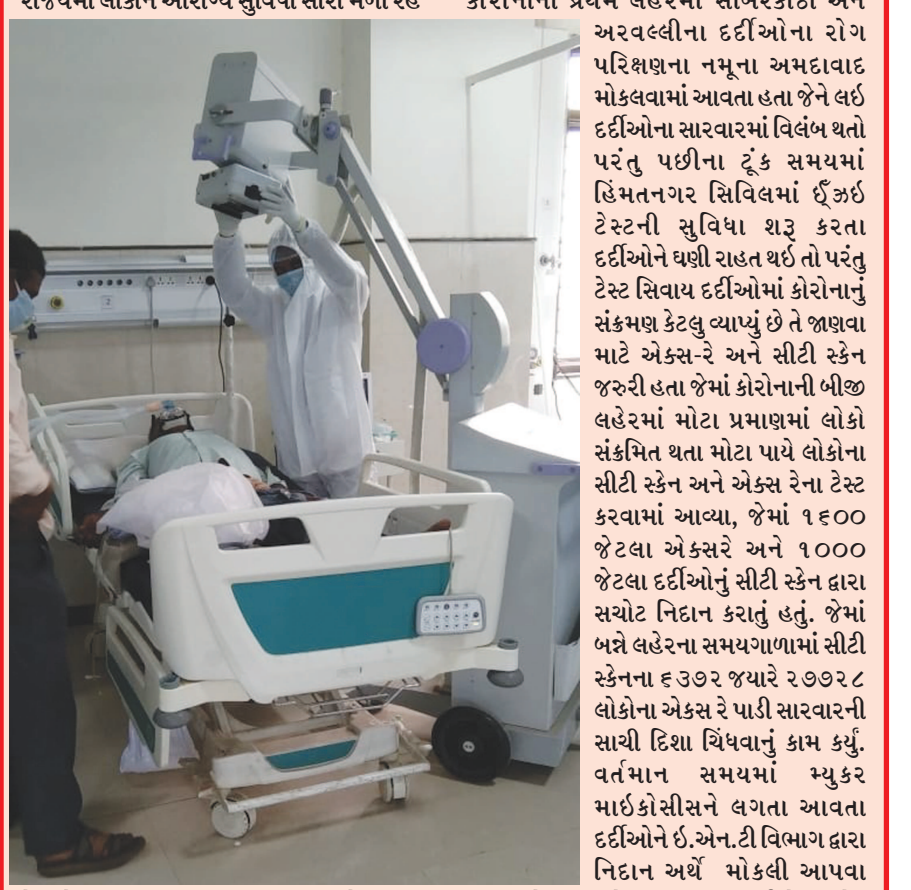 અરવલ્લીના દર્દીઓના રોગ
પરિક્ષણના નમૂના અમદાવાદ
મોકલવામાં આવતા હતા જેને લઇ
દર્દીઓના સારવારમાં વિલંબ થતો
પરંતુ પછીના ટૂંક સમયમાં
હિંમતનગર સિવિલમાં
ટેસ્ટની સુવિધા શરૂ કરતા
દર્દીઓને ઘણી રાહત થઇ તો પરંતુ
ટેસ્ટ સિવાય દર્દીઓમાં કોરોનાનું
સંક્રમણ કેટલુ વ્યાપ્યું છે તે જાણવા
માટે એક્સ-રે અને સીટી સ્કેન
જરુરી હતા જેમાં કોરોનાની બીજી
લહેરમાં મોટા પ્રમાણમાં લોકો
સંક્રમિત થતા મોટા પાયે લોકોના
સીટી સ્કેન અને એક્સ રેના ટેસ્ટ
કરવામાં આવ્યા, જેમાં ૧૬૦૦
જેટલા એક્સરે અને ૧૦૦૦
જેટલા દર્દીઓનું સીટી સ્કેન દ્વારા
સચોટ નિદાન કરાતું હતું. જેમાં
બન્ને લહેરના સમયગાળામાં સીટી
સ્કેનના ૬૩૭૨ જયારે ૨૭૭૨૮
લોકોના એકસ રે પાડી સારવારની
સાચી દિશા ચિંધવાનું કામ કર્યું.
વર્તમાન સમયમાં મ્યુકર
માઇકોસીસને લગતા આવતા
દર્દીઓને ઇ.એન.ટી વિભાગ દ્વારા
નિદાન અર્થે મોકલી આપવા